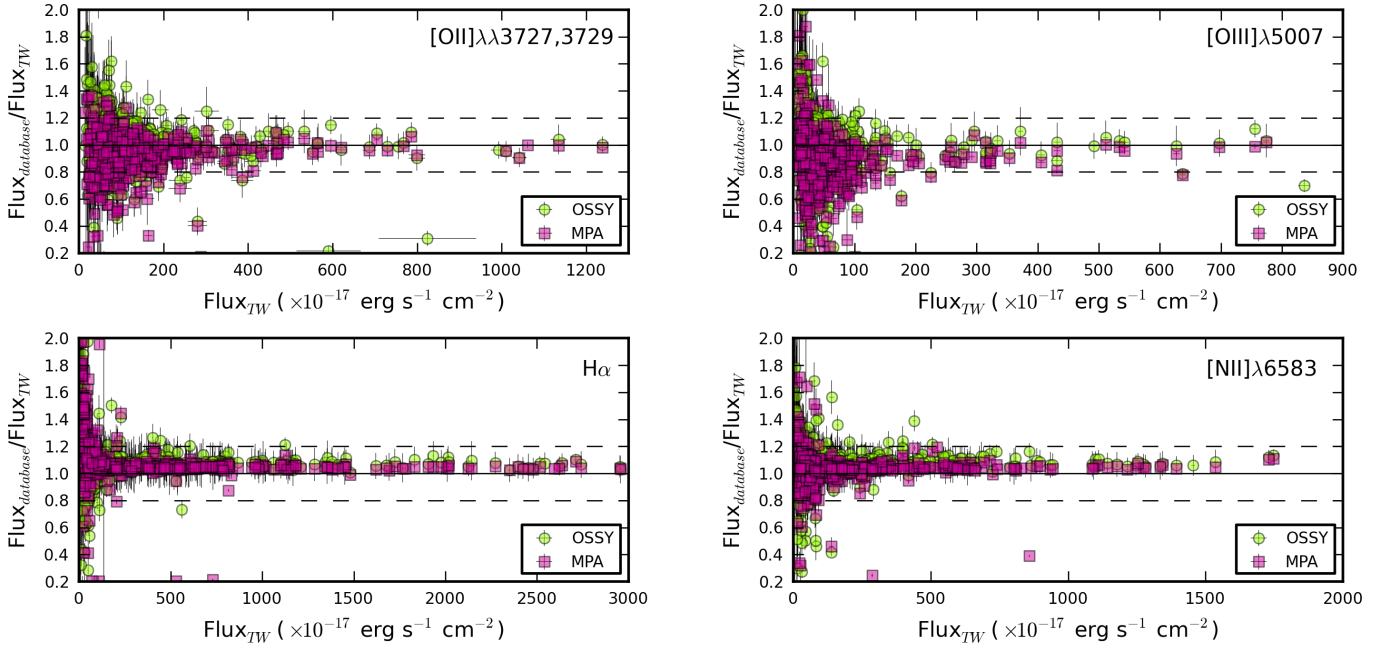 [OII]λλ3727,3729
2.0
1.8
1.6
1.4
1.2
1.0
0.8
0.6
0.4
0.2
Flux_database/Flux_TW
OSSY
MPA
0 200 400 600 800 1000 1200
Flux_TW ( ×10⁻¹⁷ erg s⁻¹ cm⁻²)
[OIII]λ5007
2.0
1.8
1.6
1.4
1.2
1.0
0.8
0.6
0.4
0.2
Flux_database/Flux_TW
OSSY
MPA
0 100 200 300 400 500 600 700 800 900
Flux_TW ( ×10⁻¹⁷ erg s⁻¹ cm⁻²)
Hα
2.0
1.8
1.6
1.4
1.2
1.0
0.8
0.6
0.4
0.2
Flux_database/Flux_TW
OSSY
MPA
0 500 1000 1500 2000 2500 3000
Flux_TW ( ×10⁻¹⁷ erg s⁻¹ cm⁻²)
[NII]λ6583
2.0
1.8
1.6
1.4
1.2
1.0
0.8
0.6
0.4
0.2
Flux_database/Flux_TW
OSSY
MPA
0 500 1000 1500 2000
Flux_TW ( ×10⁻¹⁷ erg s⁻¹ cm⁻²)